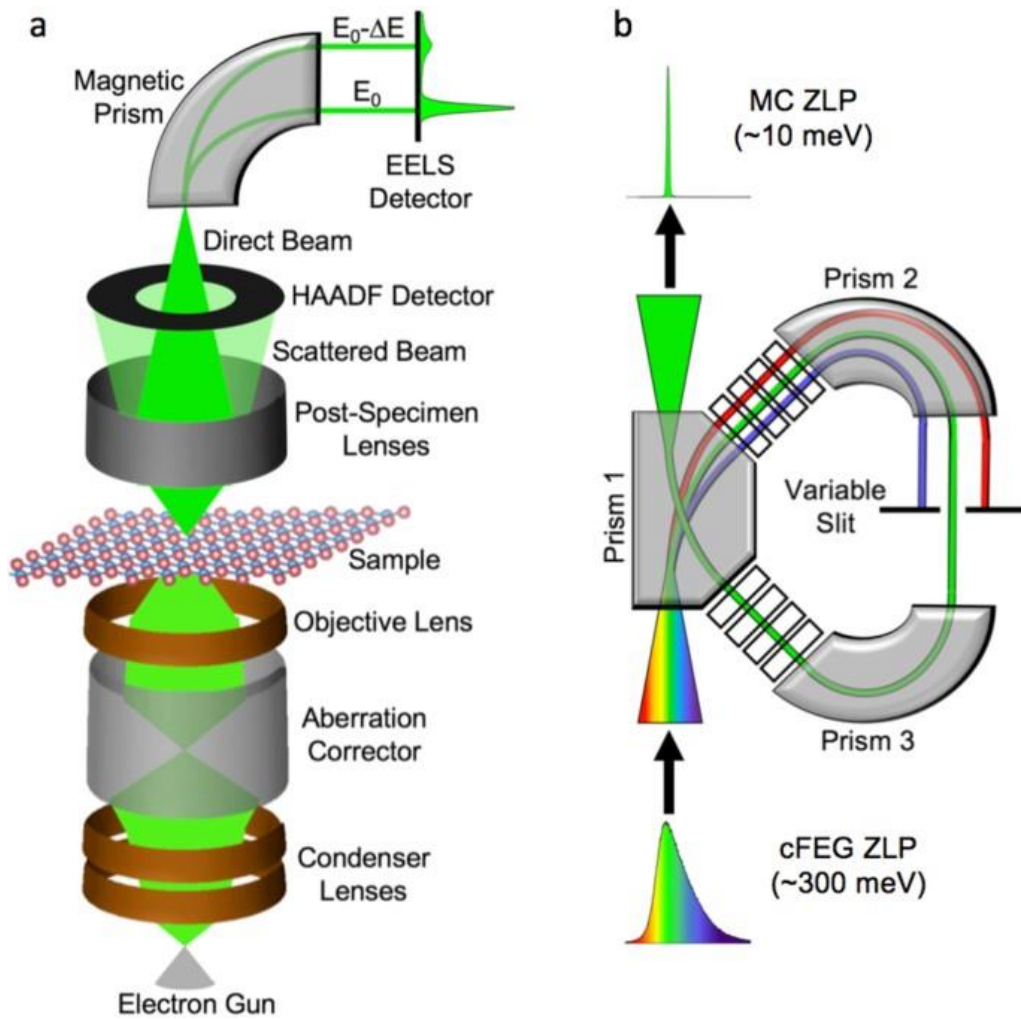 a
E₀-ΔE
Magnetic
Prism
E₀
EELS
Detector
Direct Beam
HAADF Detector
Scattered Beam
Post-Specimen
Lenses
Sample
Objective Lens
Aberration
Corrector
Condenser
Lenses
Electron Gun
b
MC ZLP
(~10 meV)
Prism 2
Prism 1
Variable
Slit
Prism 3
cFEG ZLP
(~300 meV)